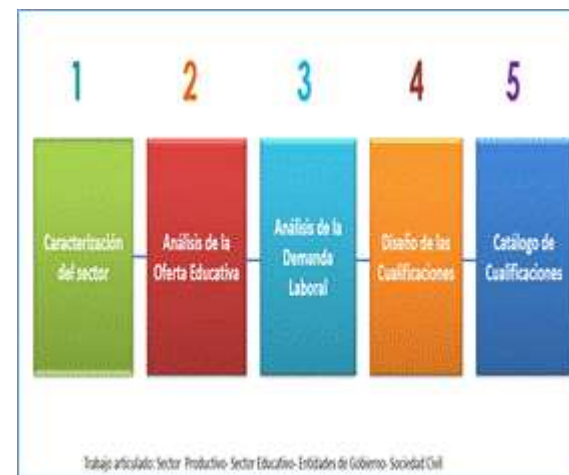 1
2
3
4
5
Caracterización
del sector
Análisis de la
Oferta Educativa
Análisis de la
Demanda
Laboral
Diseño de las
Cualificaciones
Catálogo de
Cualificaciones
Trabajo articulado: Sector Productivo- Sector Educativo- Entidades de Gobierno- Sociedad Civil